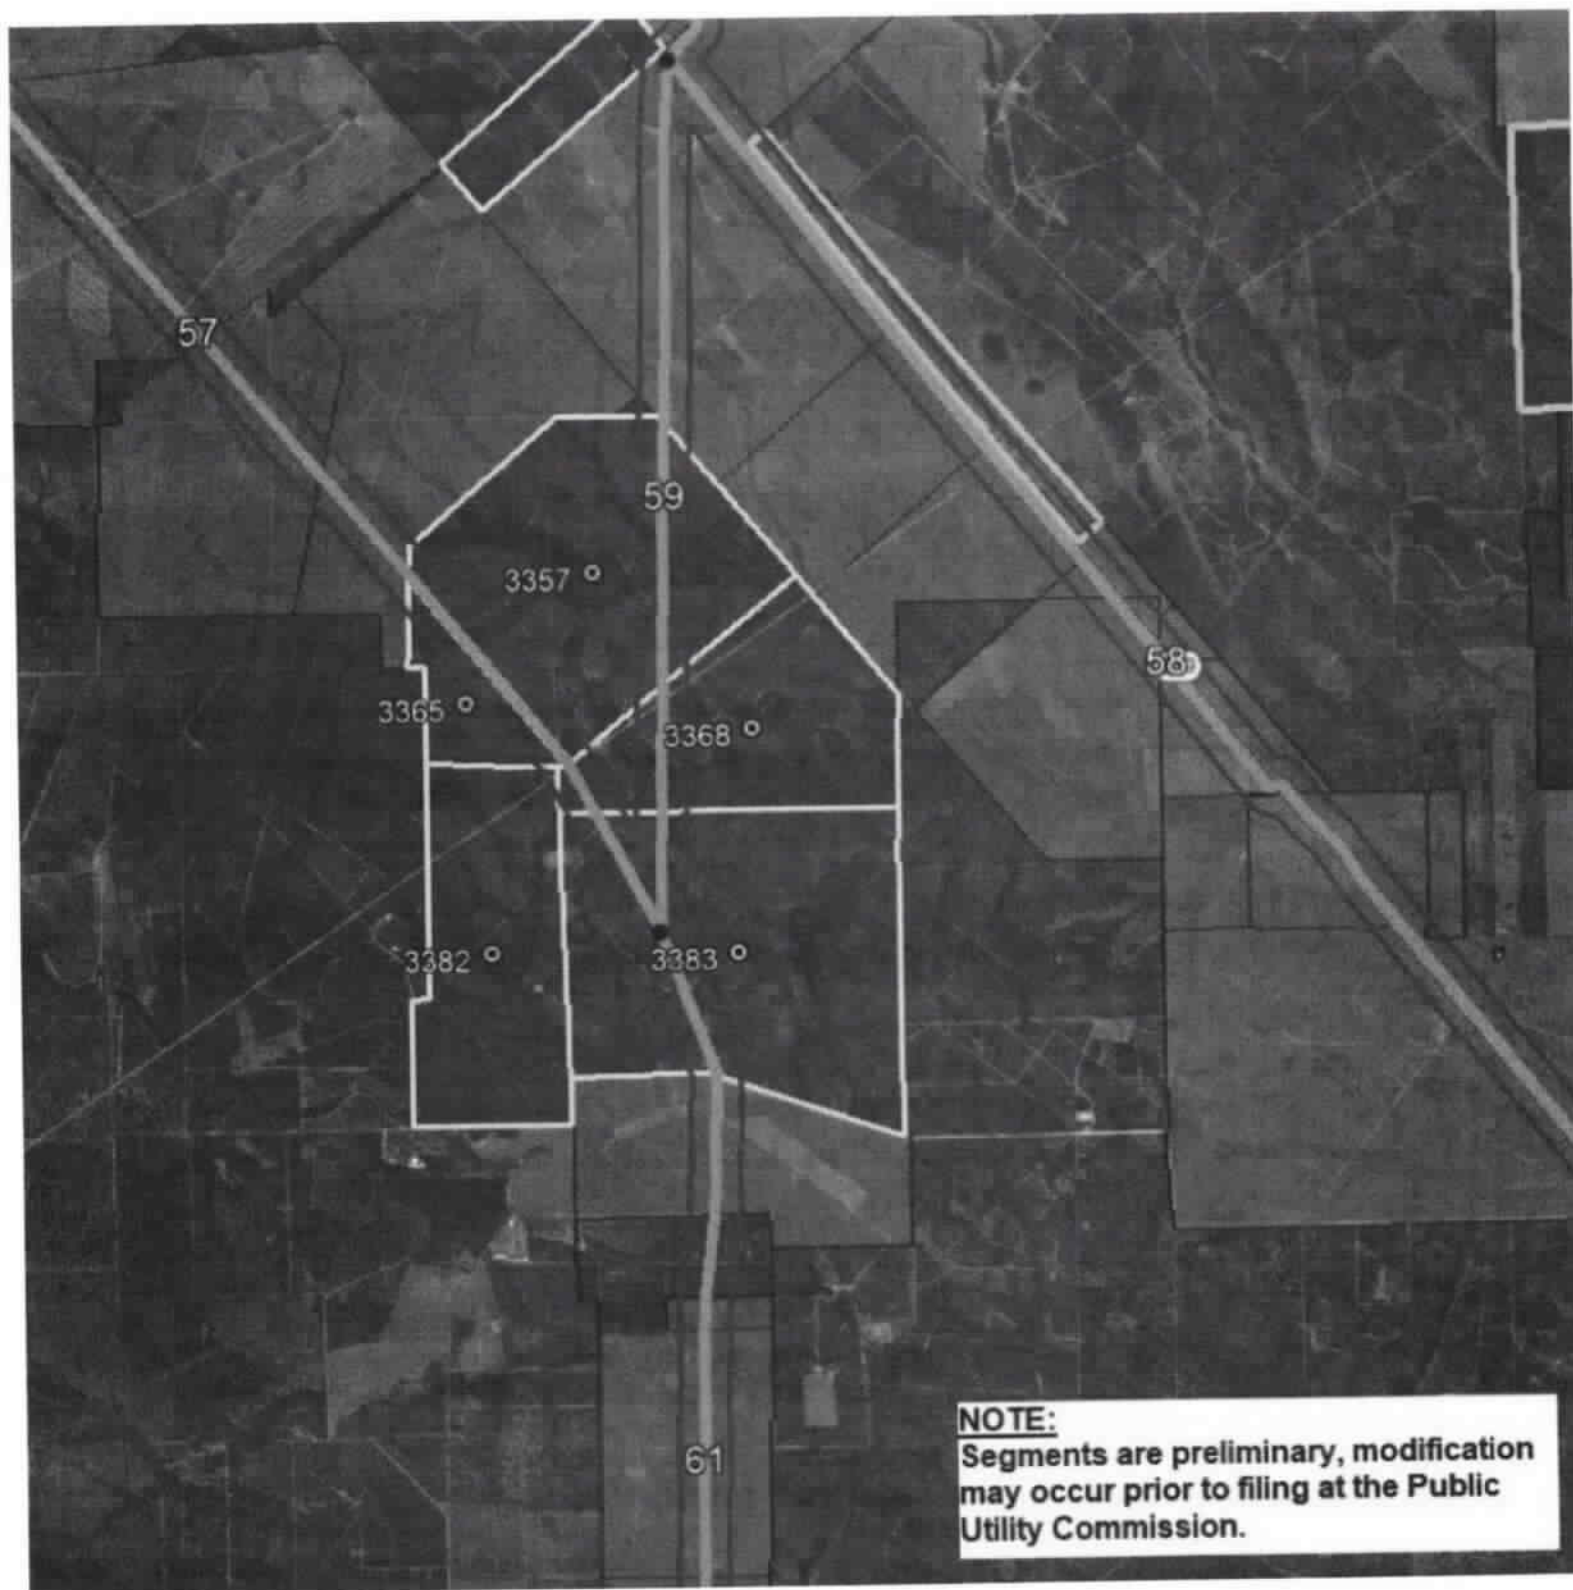 57
59
3357
58
3365
3368
3382
3383
61
NOTE:
Segments are preliminary, modification
may occur prior to filing at the Public
Utility Commission.